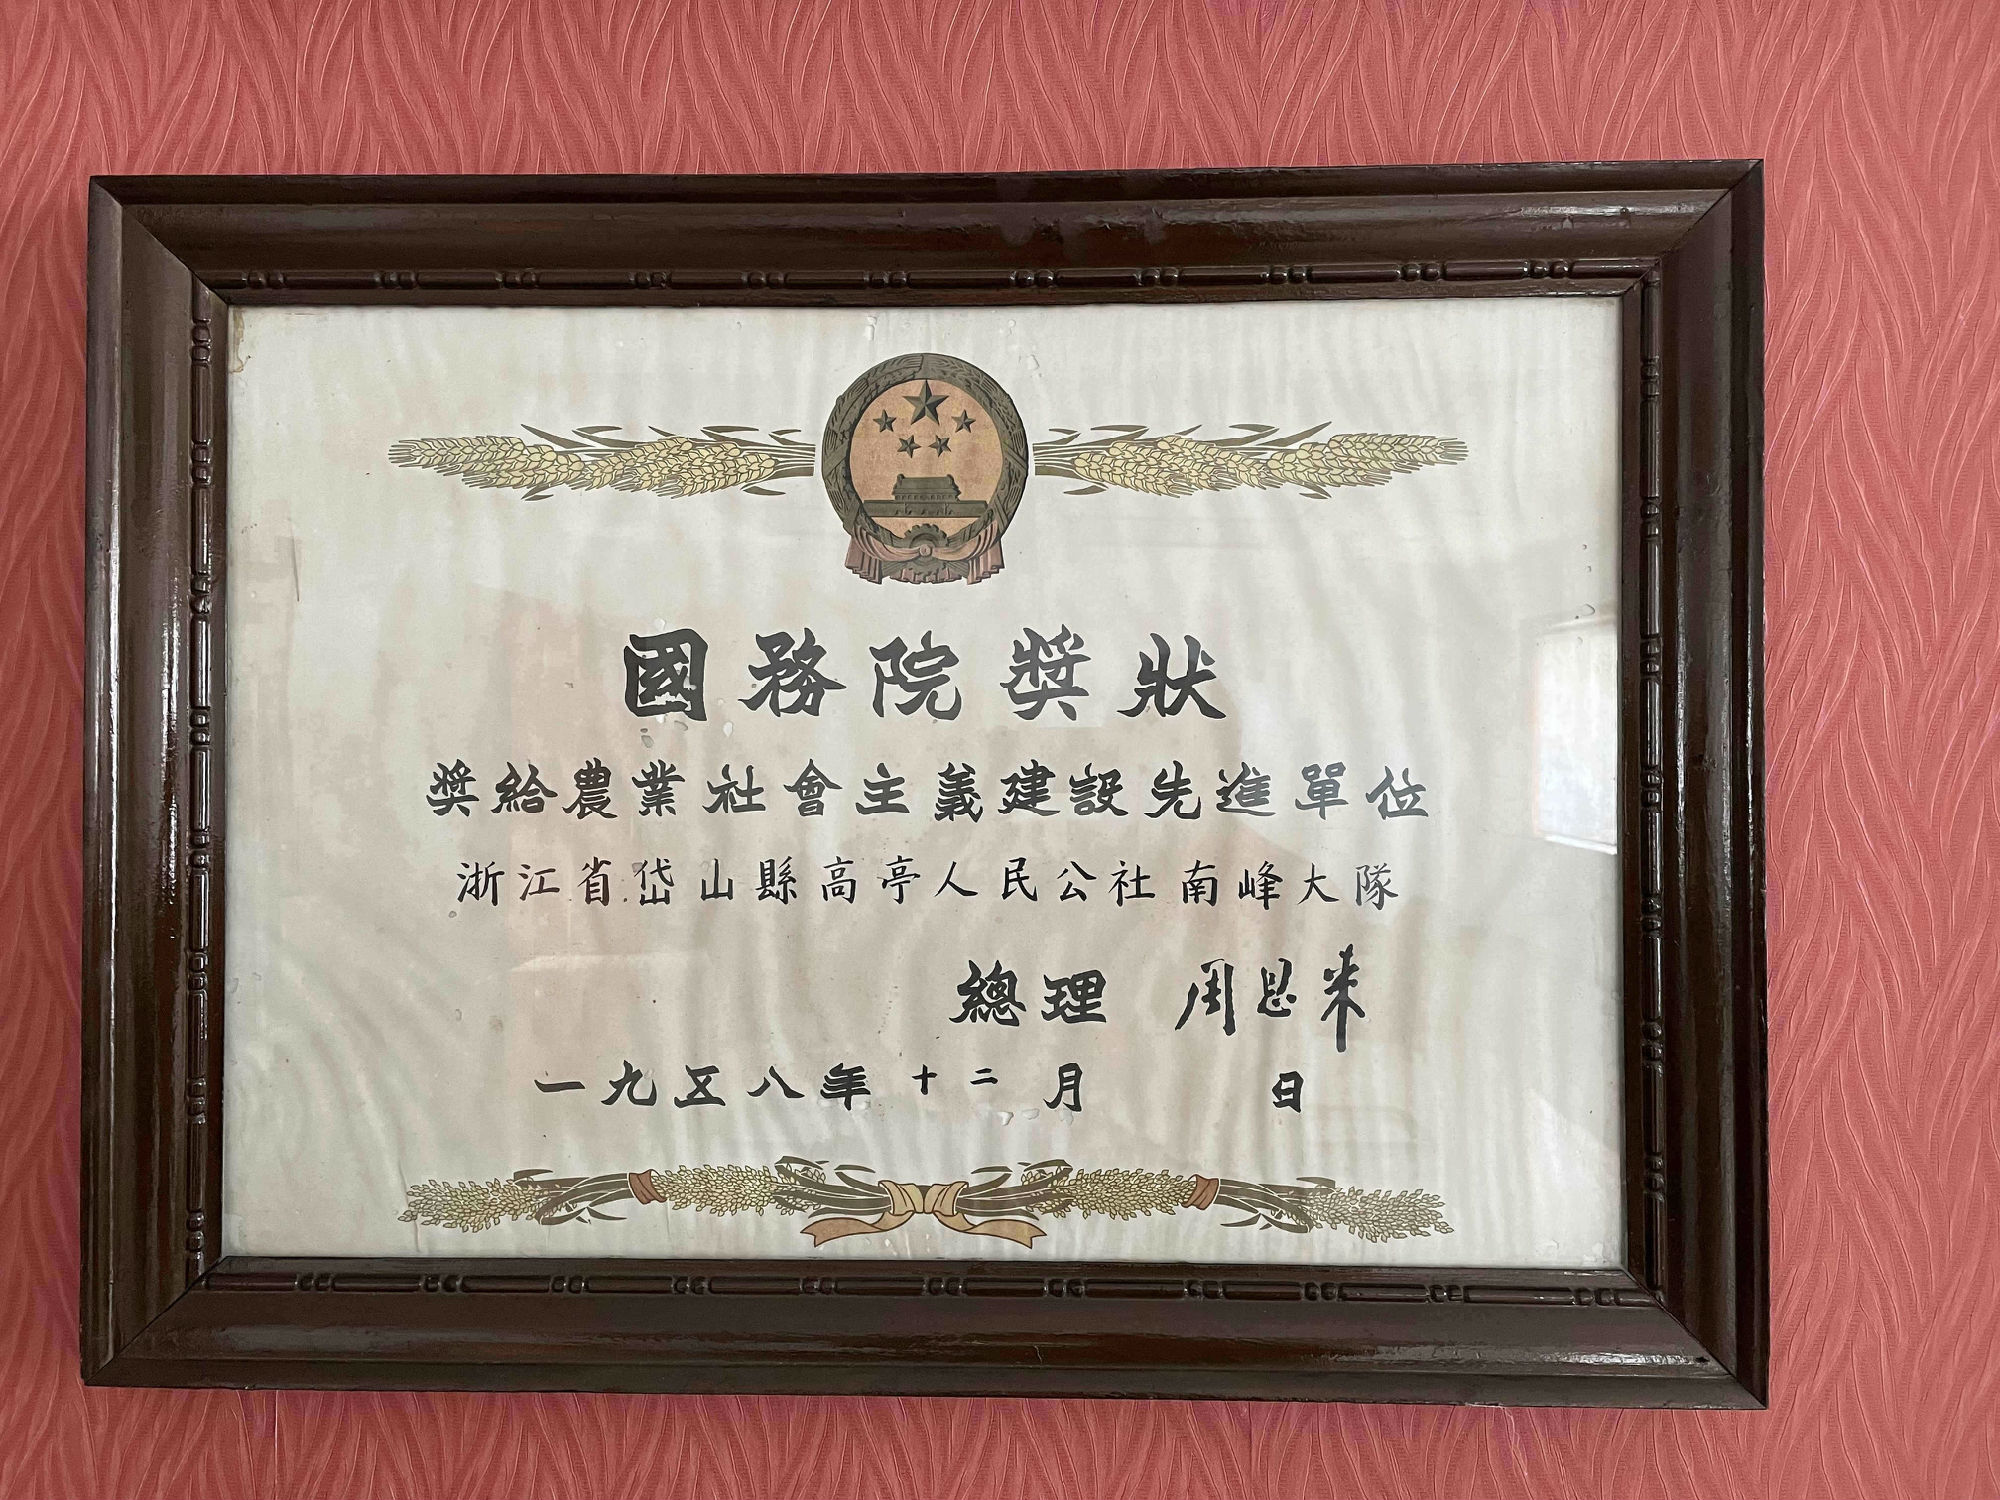 國務院獎狀
獎給農業社會主義建設先進單位
浙江省岱山縣高亭人民公社南峰大隊
總理 周恩来
一九五八年十二月 日